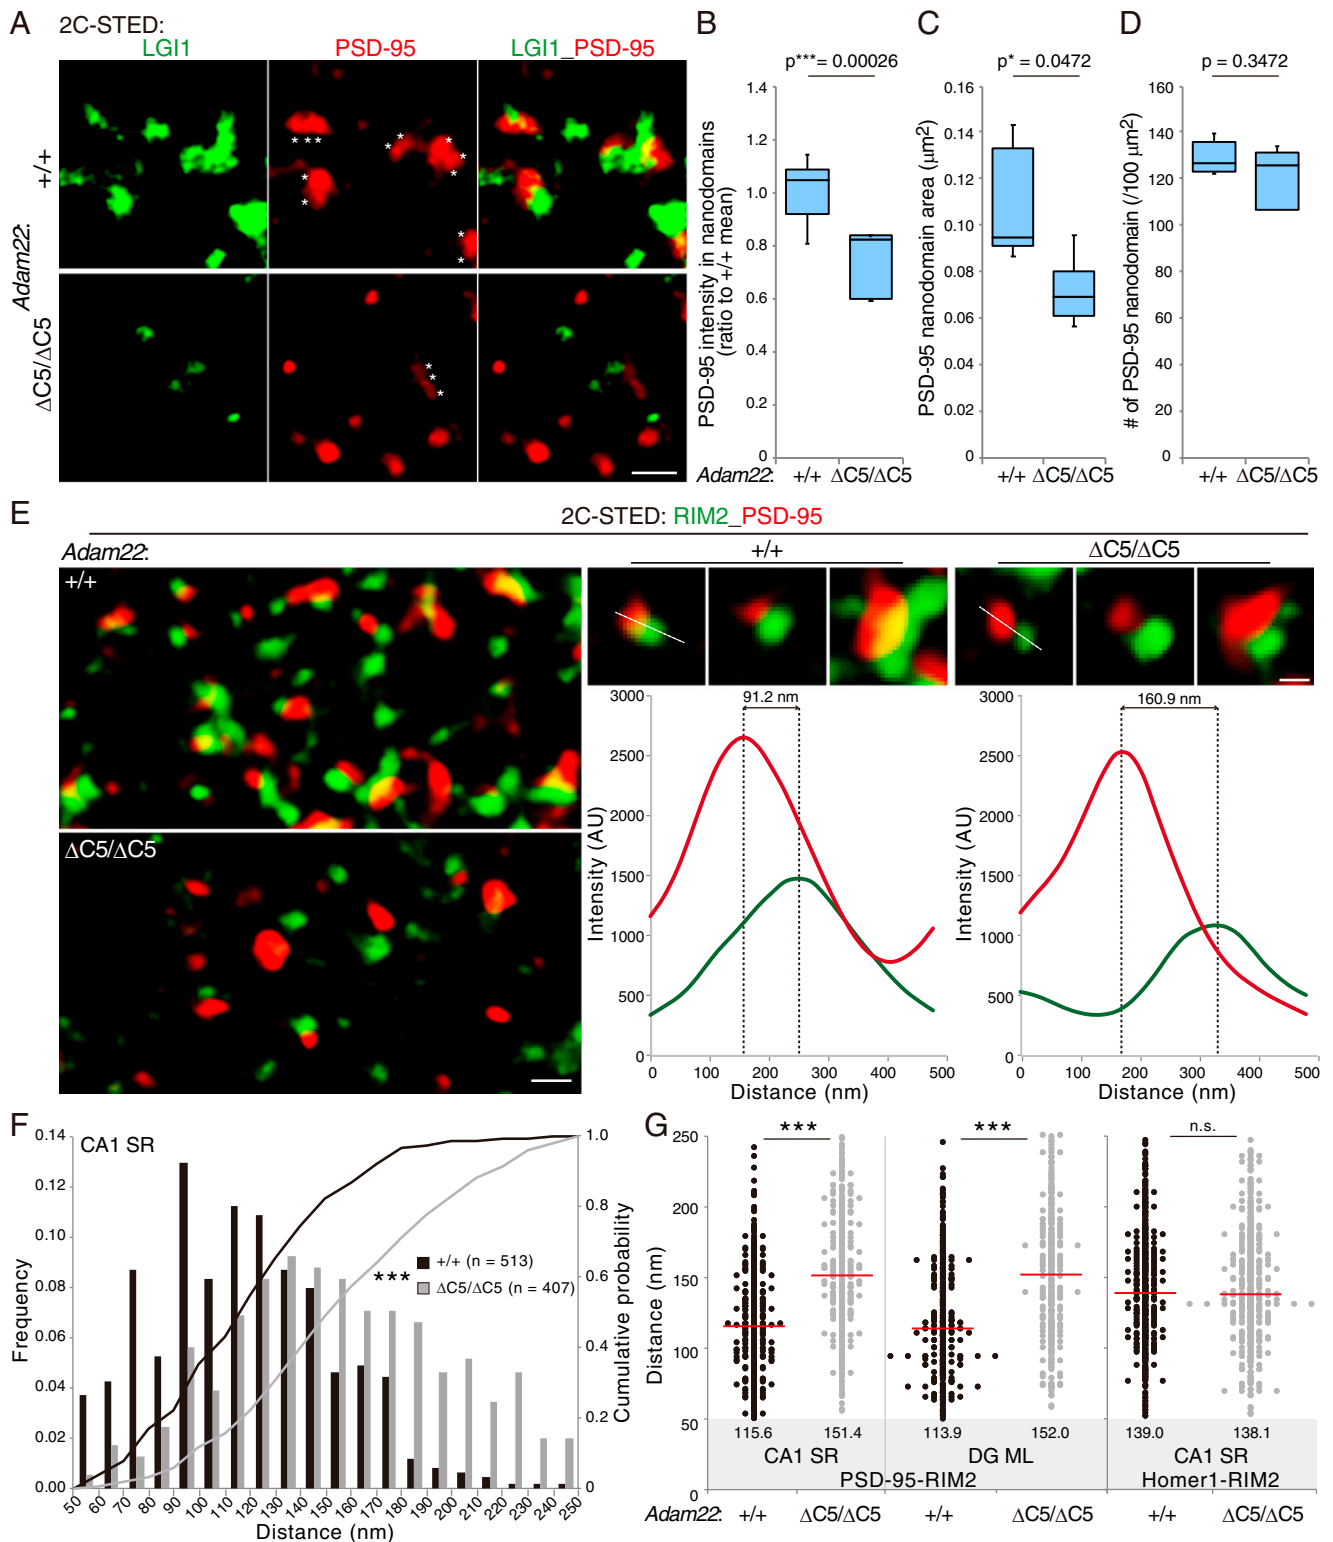 A
2C-STED:
LGI1 PSD-95 LGI1_PSD-95
Adam22:
+/+
ΔC5/ΔC5
* * *
* * * * *
* *
* *
* * *
B
p***= 0.00026
PSD-95 intensity in nanodomains
(ratio to +/+ mean)
1.4
1.2
1.0
0.8
0.6
0.4
0.2
0
Adam22: +/+ ΔC5/ΔC5
C
p*= 0.0472
PSD-95 nanodomain area (μm2)
0.16
0.14
0.12
0.10
0.08
0.06
0.04
0.02
0
+/+ ΔC5/ΔC5
D
p = 0.3472
# of PSD-95 nanodomain (/100 μm2)
160
140
120
100
80
60
40
20
0
+/+ ΔC5/ΔC5
E
2C-STED: RIM2_PSD-95
Adam22:
+/+
ΔC5/ΔC5
+/+
ΔC5/ΔC5
91.2 nm
Intensity (AU)
3000
2500
2000
1500
1000
500
0
0 100 200 300 400 500
Distance (nm)
160.9 nm
Intensity (AU)
3000
2500
2000
1500
1000
500
0
0 100 200 300 400 500
Distance (nm)
F
CA1 SR
Frequency
0.14
0.12
0.10
0.08
0.06
0.04
0.02
0.00
1.0
0.8
0.6
0.4
0.2
0
Cumulative probability
+/+ (n = 513)
*** ΔC5/ΔC5 (n = 407)
50 60 70 80 90 100 110 120 130 140 150 160 170 180 190 200 210 220 230 240 250
Distance (nm)
G
*** *** n.s.
Distance (nm)
250
200
150
100
50
0
115.6 151.4 113.9 152.0 139.0 138.1
CA1 SR DG ML CA1 SR
PSD-95-RIM2 Homer1-RIM2
Adam22: +/+ ΔC5/ΔC5 +/+ ΔC5/ΔC5 +/+ ΔC5/ΔC5